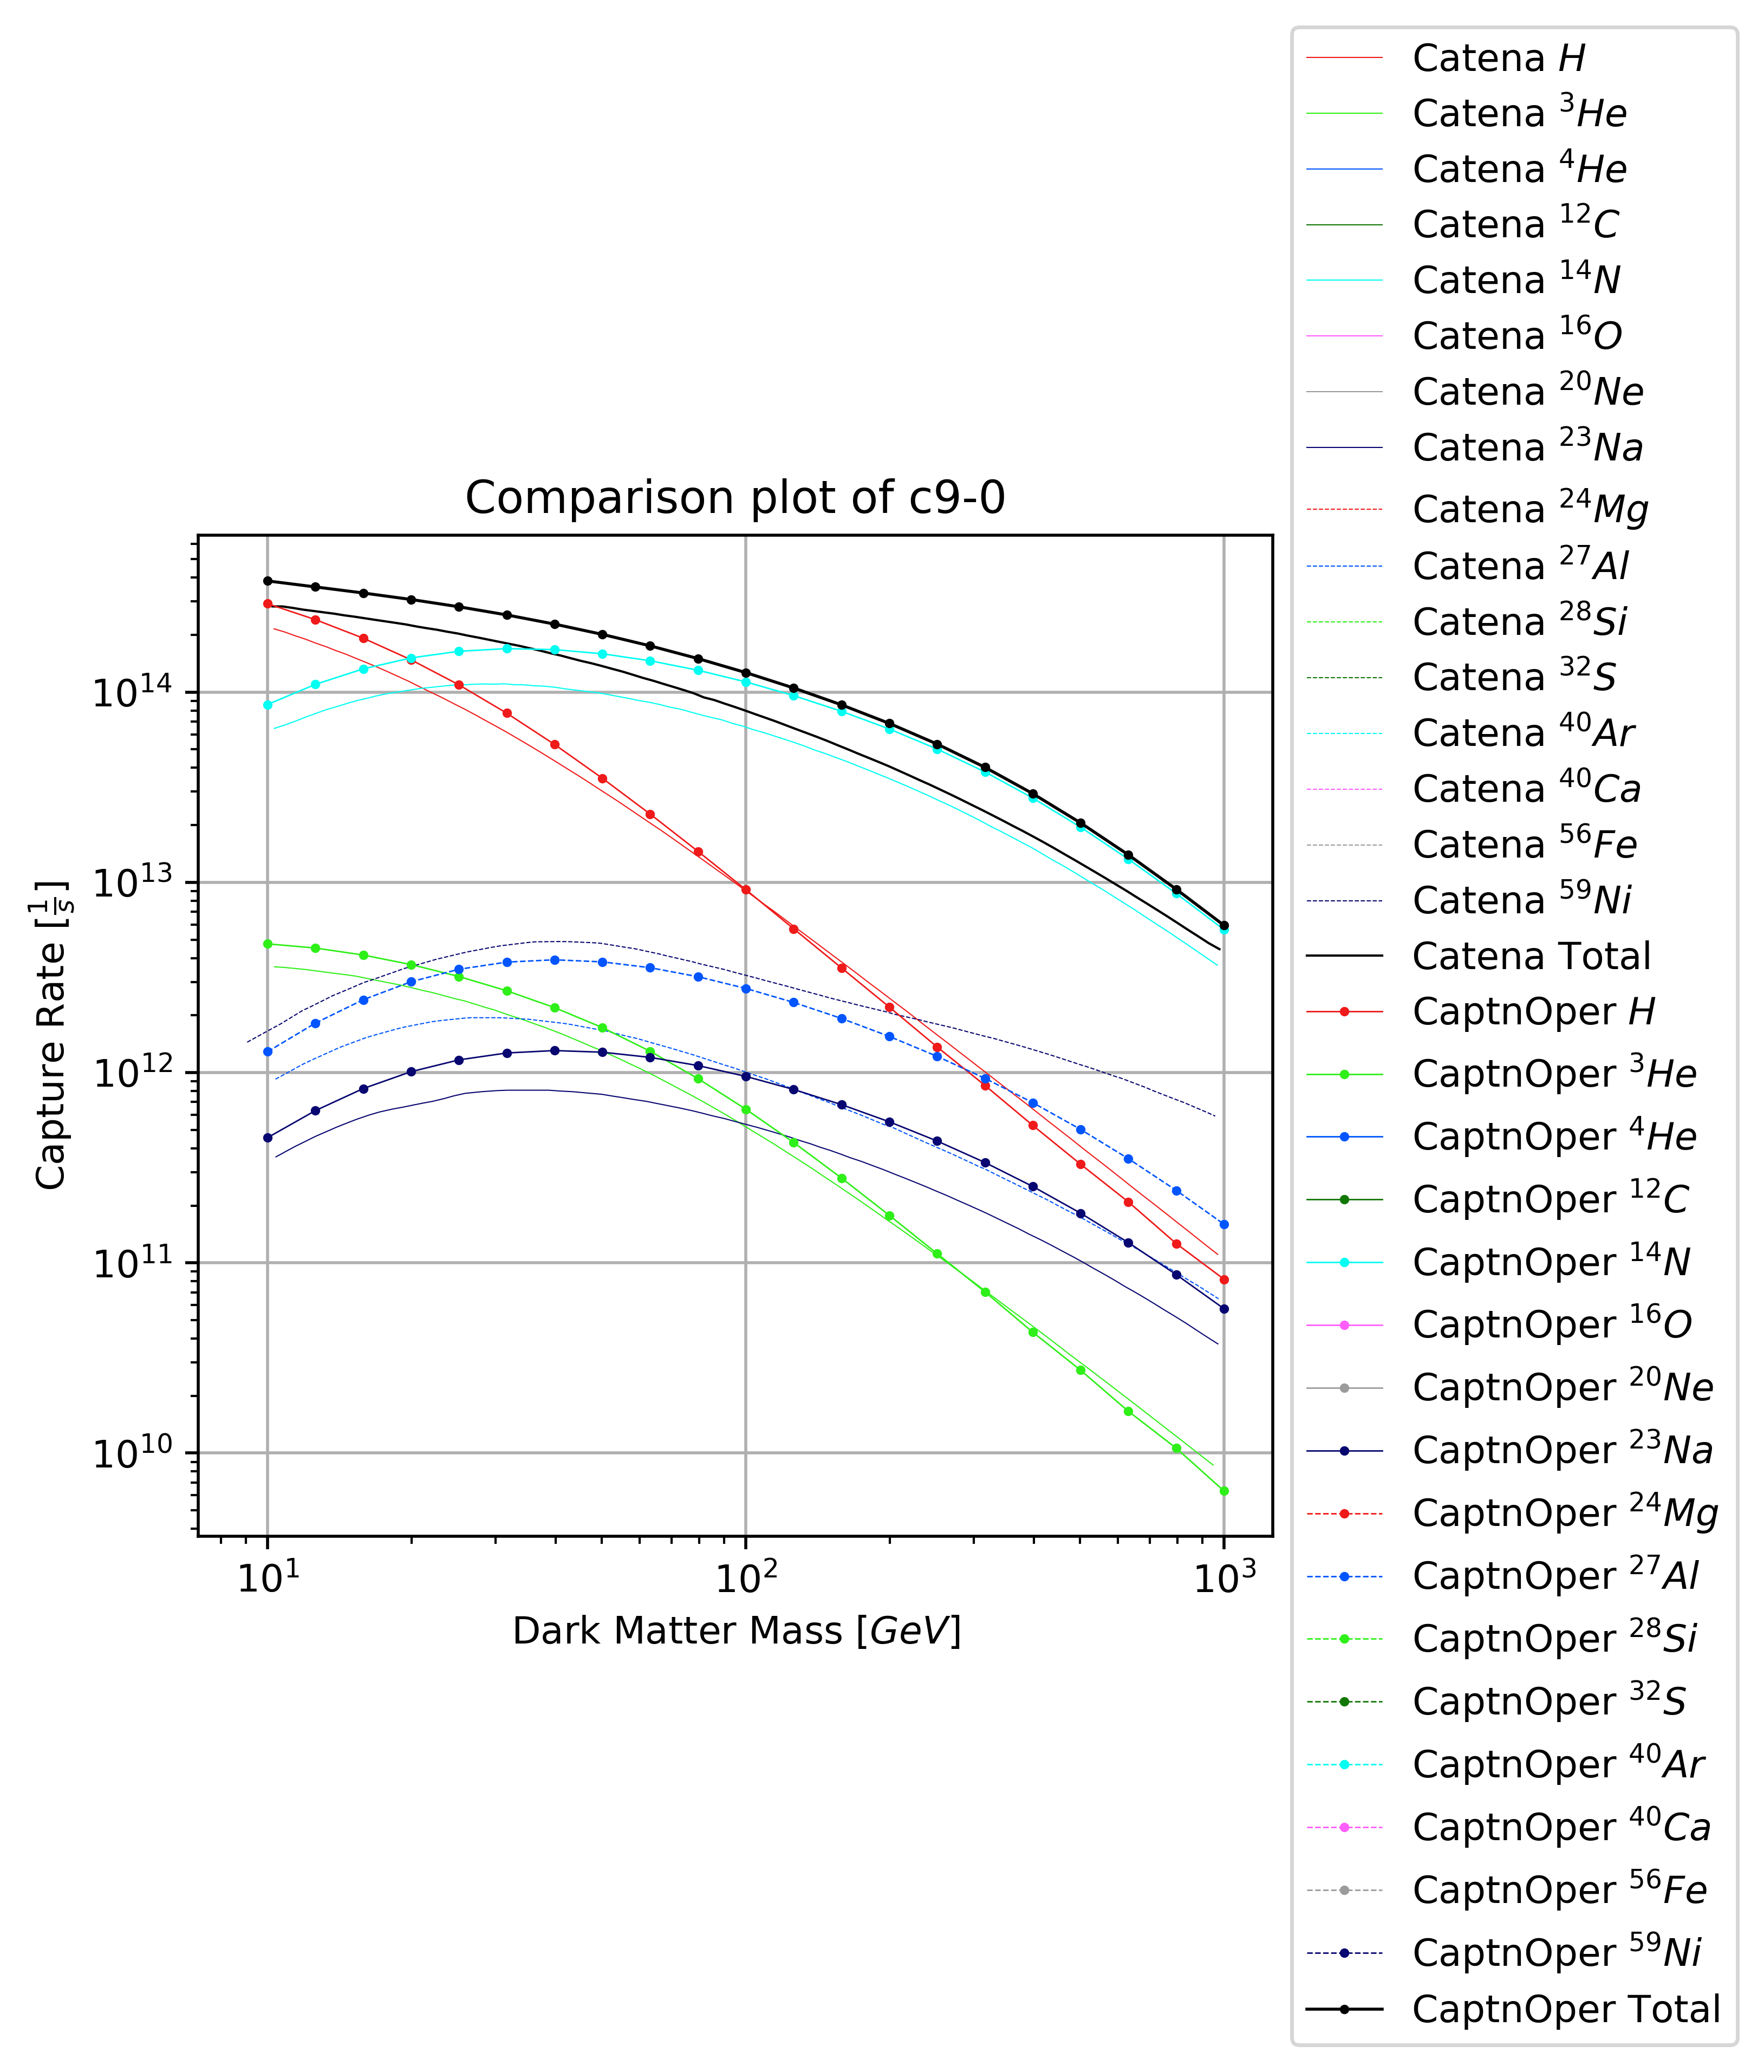 Comparison plot of c9-0
Capture Rate [1/s]
10^14
10^13
10^12
10^11
10^10
10^1 10^2 10^3
Dark Matter Mass [GeV]
Catena H
Catena ^3He
Catena ^4He
Catena ^12C
Catena ^14N
Catena ^16O
Catena ^20Ne
Catena ^23Na
Catena ^24Mg
Catena ^27Al
Catena ^28Si
Catena ^32S
Catena ^40Ar
Catena ^40Ca
Catena ^56Fe
Catena ^59Ni
Catena Total
CaptnOper H
CaptnOper ^3He
CaptnOper ^4He
CaptnOper ^12C
CaptnOper ^14N
CaptnOper ^16O
CaptnOper ^20Ne
CaptnOper ^23Na
CaptnOper ^24Mg
CaptnOper ^27Al
CaptnOper ^28Si
CaptnOper ^32S
CaptnOper ^40Ar
CaptnOper ^40Ca
CaptnOper ^56Fe
CaptnOper ^59Ni
CaptnOper Total